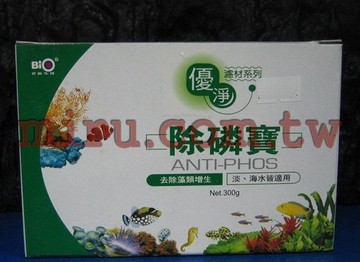 BiO
優淨
濾材系列
除磷寶
ANTI-PHOS
去除藻類增生
淡、海水皆適用
Net.300g
miru.com.tw